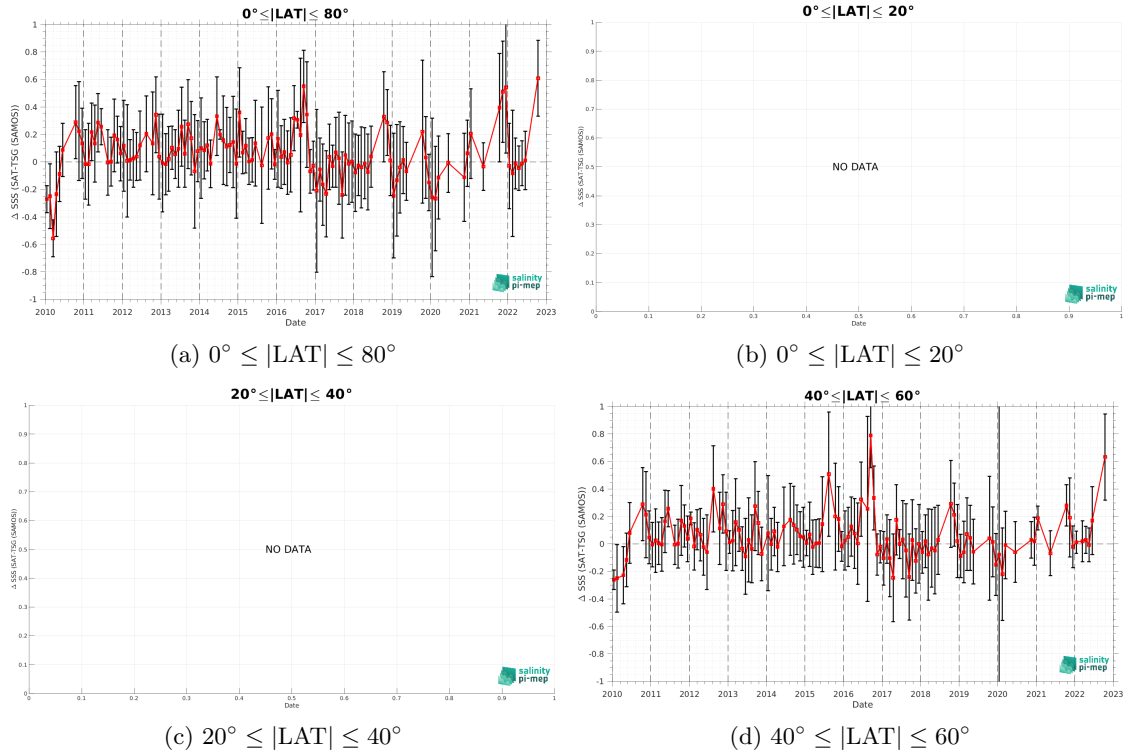 0°≤|LAT|≤ 80°
Δ SSS (SAT-TSG (SAMOS))
1
0.8
0.6
0.4
0.2
0
-0.2
-0.4
-0.6
-0.8
-1
2010 2011 2012 2013 2014 2015 2016 2017 2018 2019 2020 2021 2022 2023
Date
salinity
pi-mep
(a) 0° ≤ |LAT| ≤ 80°
0°≤|LAT|≤ 20°
Δ SSS (SAT-TSG (SAMOS))
1
0.9
0.8
0.7
0.6
0.5
0.4
0.3
0.2
0.1
0
NO DATA
0 0.1 0.2 0.3 0.4 0.5 0.6 0.7 0.8 0.9 1
Date
salinity
pi-mep
(b) 0° ≤ |LAT| ≤ 20°
20°≤|LAT|≤ 40°
Δ SSS (SAT-TSG (SAMOS))
1
0.9
0.8
0.7
0.6
0.5
0.4
0.3
0.2
0.1
0
NO DATA
0 0.1 0.2 0.3 0.4 0.5 0.6 0.7 0.8 0.9 1
Date
salinity
pi-mep
(c) 20° ≤ |LAT| ≤ 40°
40°≤|LAT|≤ 60°
Δ SSS (SAT-TSG (SAMOS))
1
0.8
0.6
0.4
0.2
0
-0.2
-0.4
-0.6
-0.8
-1
2010 2011 2012 2013 2014 2015 2016 2017 2018 2019 2020 2021 2022 2023
Date
salinity
pi-mep
(d) 40° ≤ |LAT| ≤ 60°